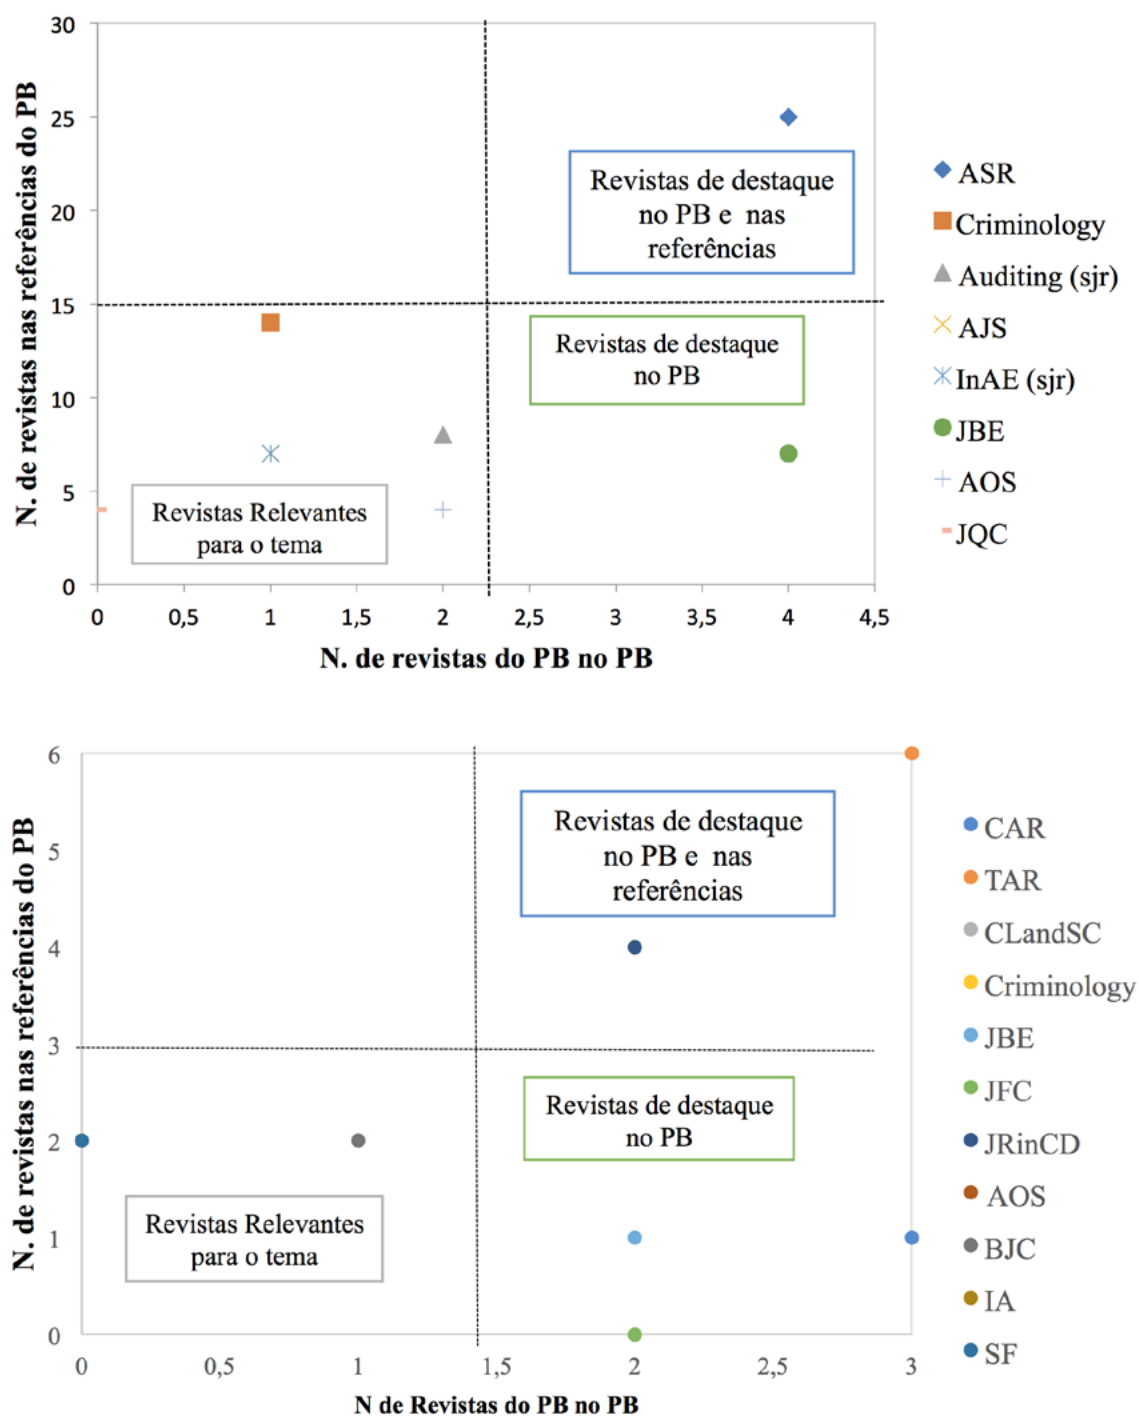 30
25
20
15
10
5
0
N. de revistas nas referências do PB
Revistas de destaque
no PB e nas
referências
Revistas de destaque
no PB
Revistas Relevantes
para o tema
0 0,5 1 1,5 2 2,5 3 3,5 4 4,5
N. de revistas do PB no PB
ASR
Criminology
Auditing (sjr)
AJS
InAE (sjr)
JBE
AOS
JQC
6
5
4
3
2
1
0
N. de revistas nas referências do PB
Revistas de destaque
no PB e nas
referências
Revistas de destaque
no PB
Revistas Relevantes
para o tema
0 0,5 1 1,5 2 2,5 3
N de Revistas do PB no PB
CAR
TAR
CLandSC
Criminology
JBE
JFC
JRinCD
AOS
BJC
IA
SF